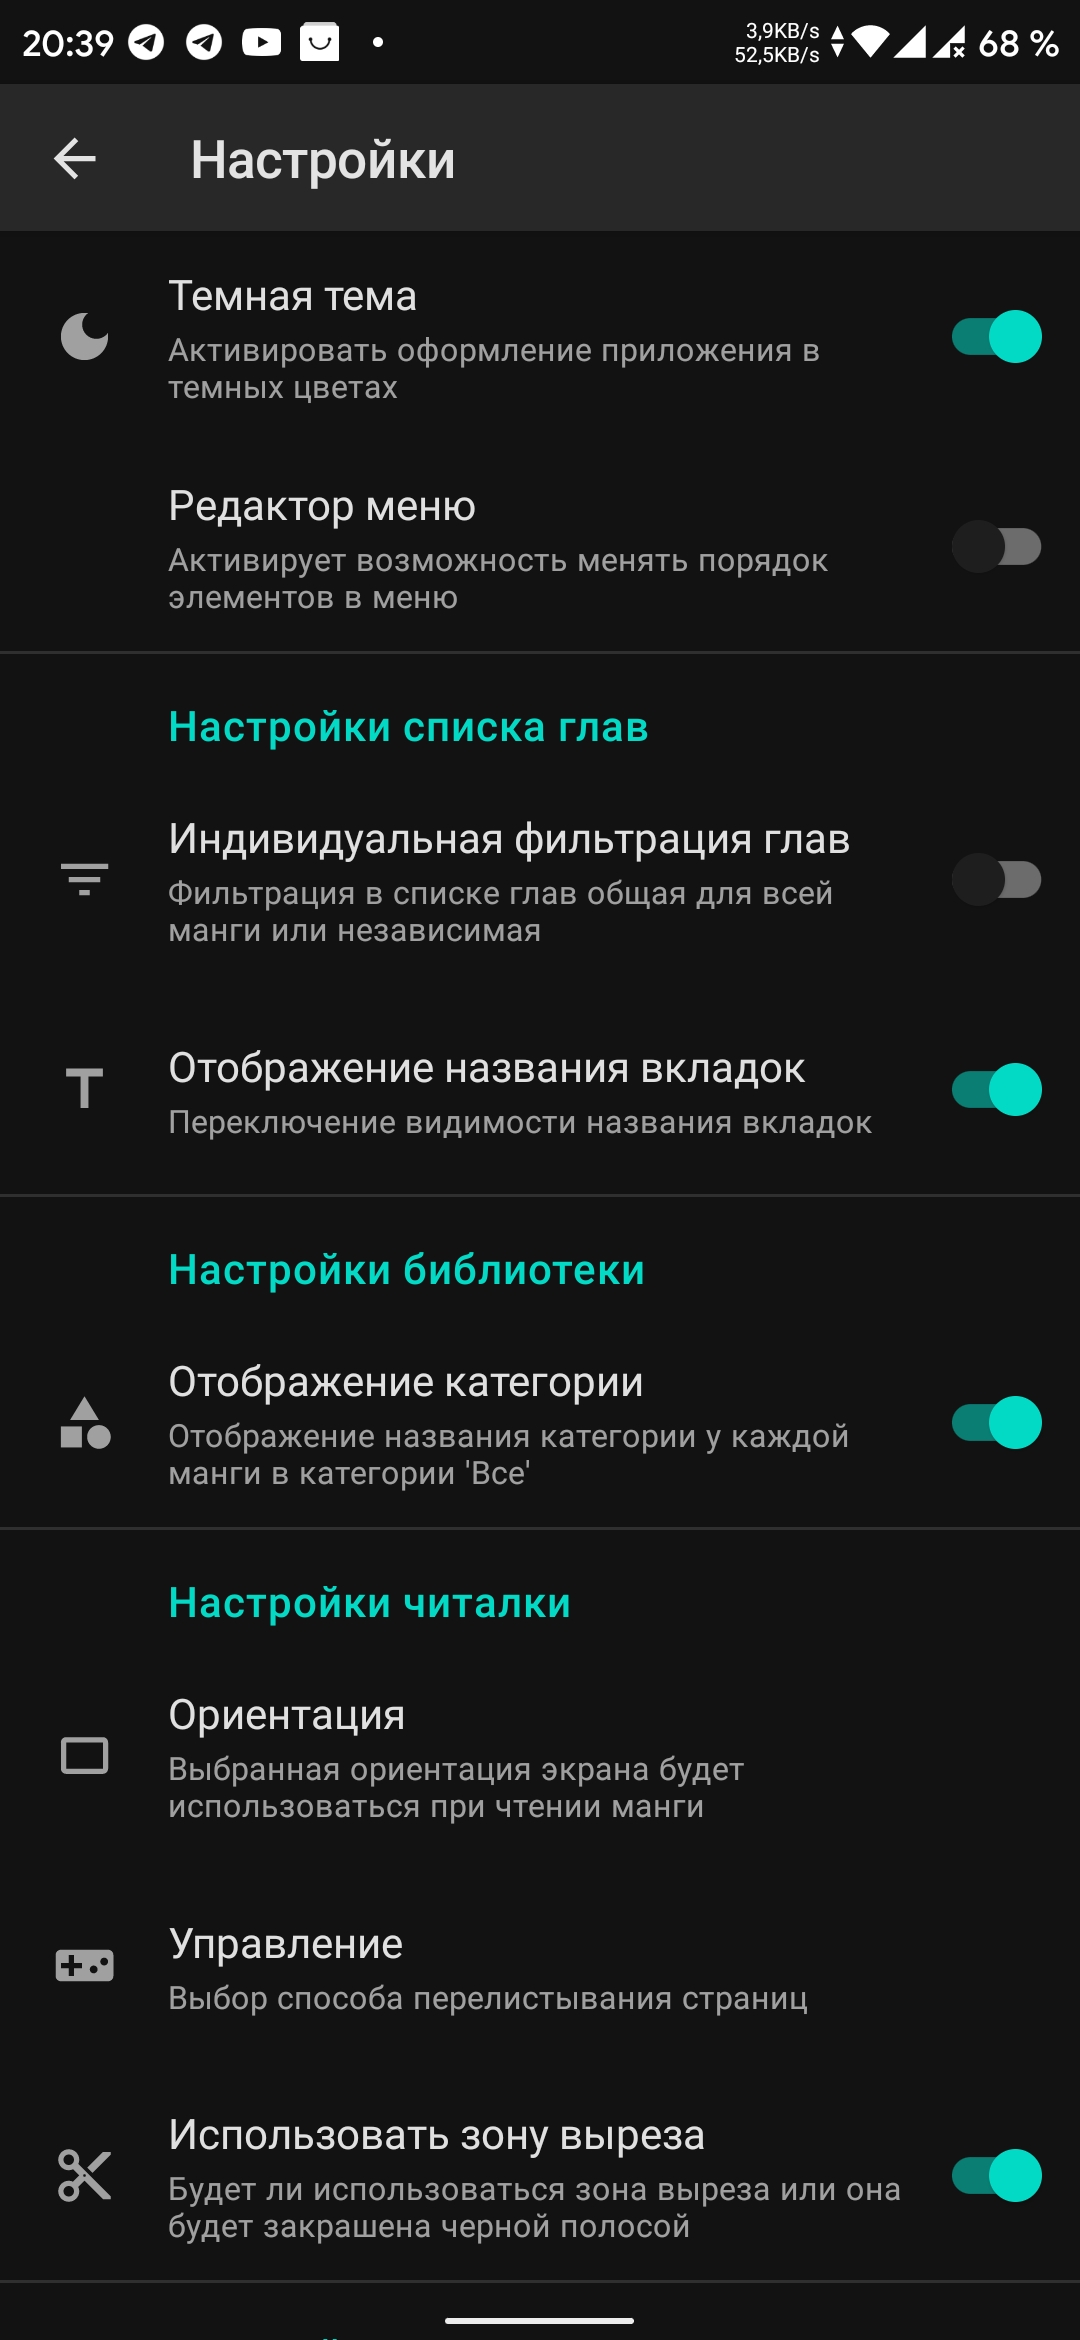 20:39
3,9KB/s
52,5KB/s
68 %
Настройки
Темная тема
Активировать оформление приложения в
темных цветах
Редактор меню
Активирует возможность менять порядок
элементов в меню
Настройки списка глав
Индивидуальная фильтрация глав
Фильтрация в списке глав общая для всей
манги или независимая
Отображение названия вкладок
Переключение видимости названия вкладок
Настройки библиотеки
Отображение категории
Отображение названия категории у каждой
манги в категории 'Все'
Настройки читалки
Ориентация
Выбранная ориентация экрана будет
использоваться при чтении манги
Управление
Выбор способа перелистывания страниц
Использовать зону выреза
Будет ли использоваться зона выреза или она
будет закрашена черной полосой